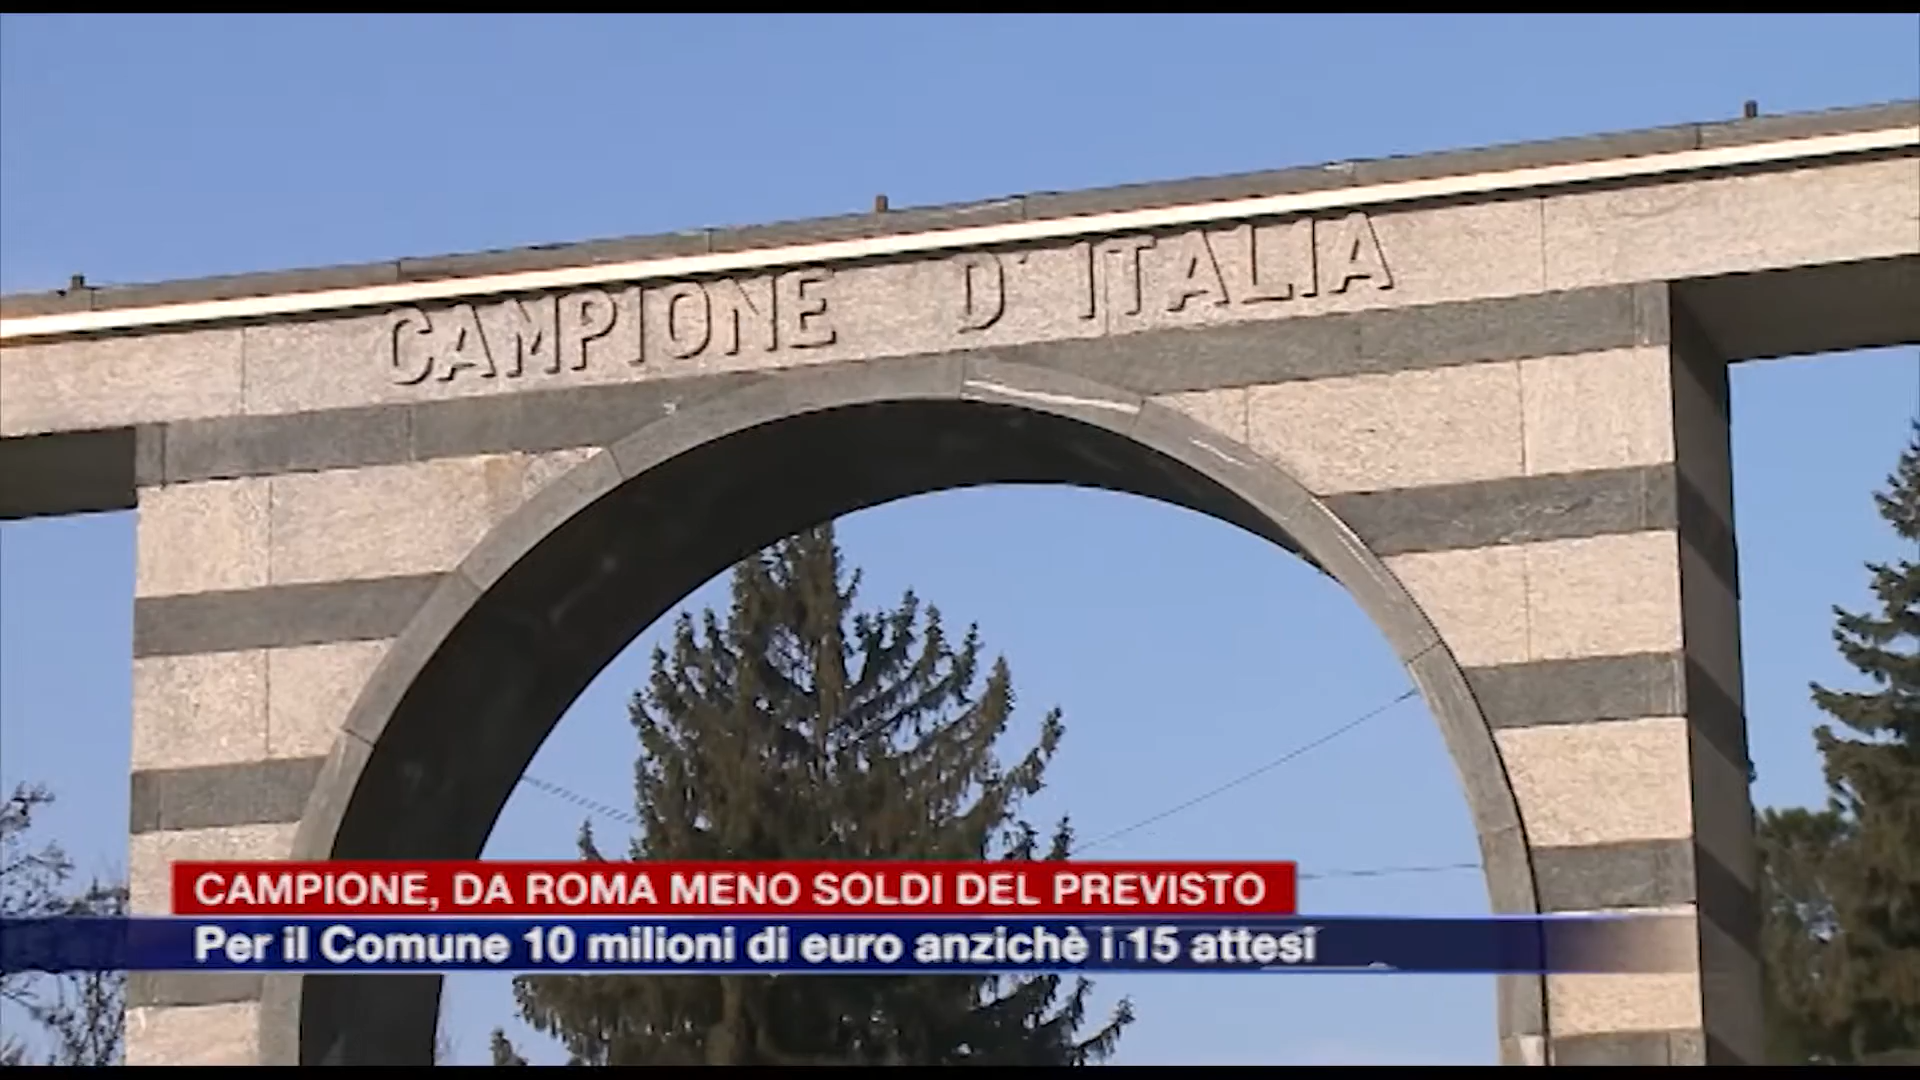 CAMPIONE D'ITALIA
CAMPIONE, DA ROMA MENO SOLDI DEL PREVISTO
Per il Comune 10 milioni di euro anzichè i 15 attesi